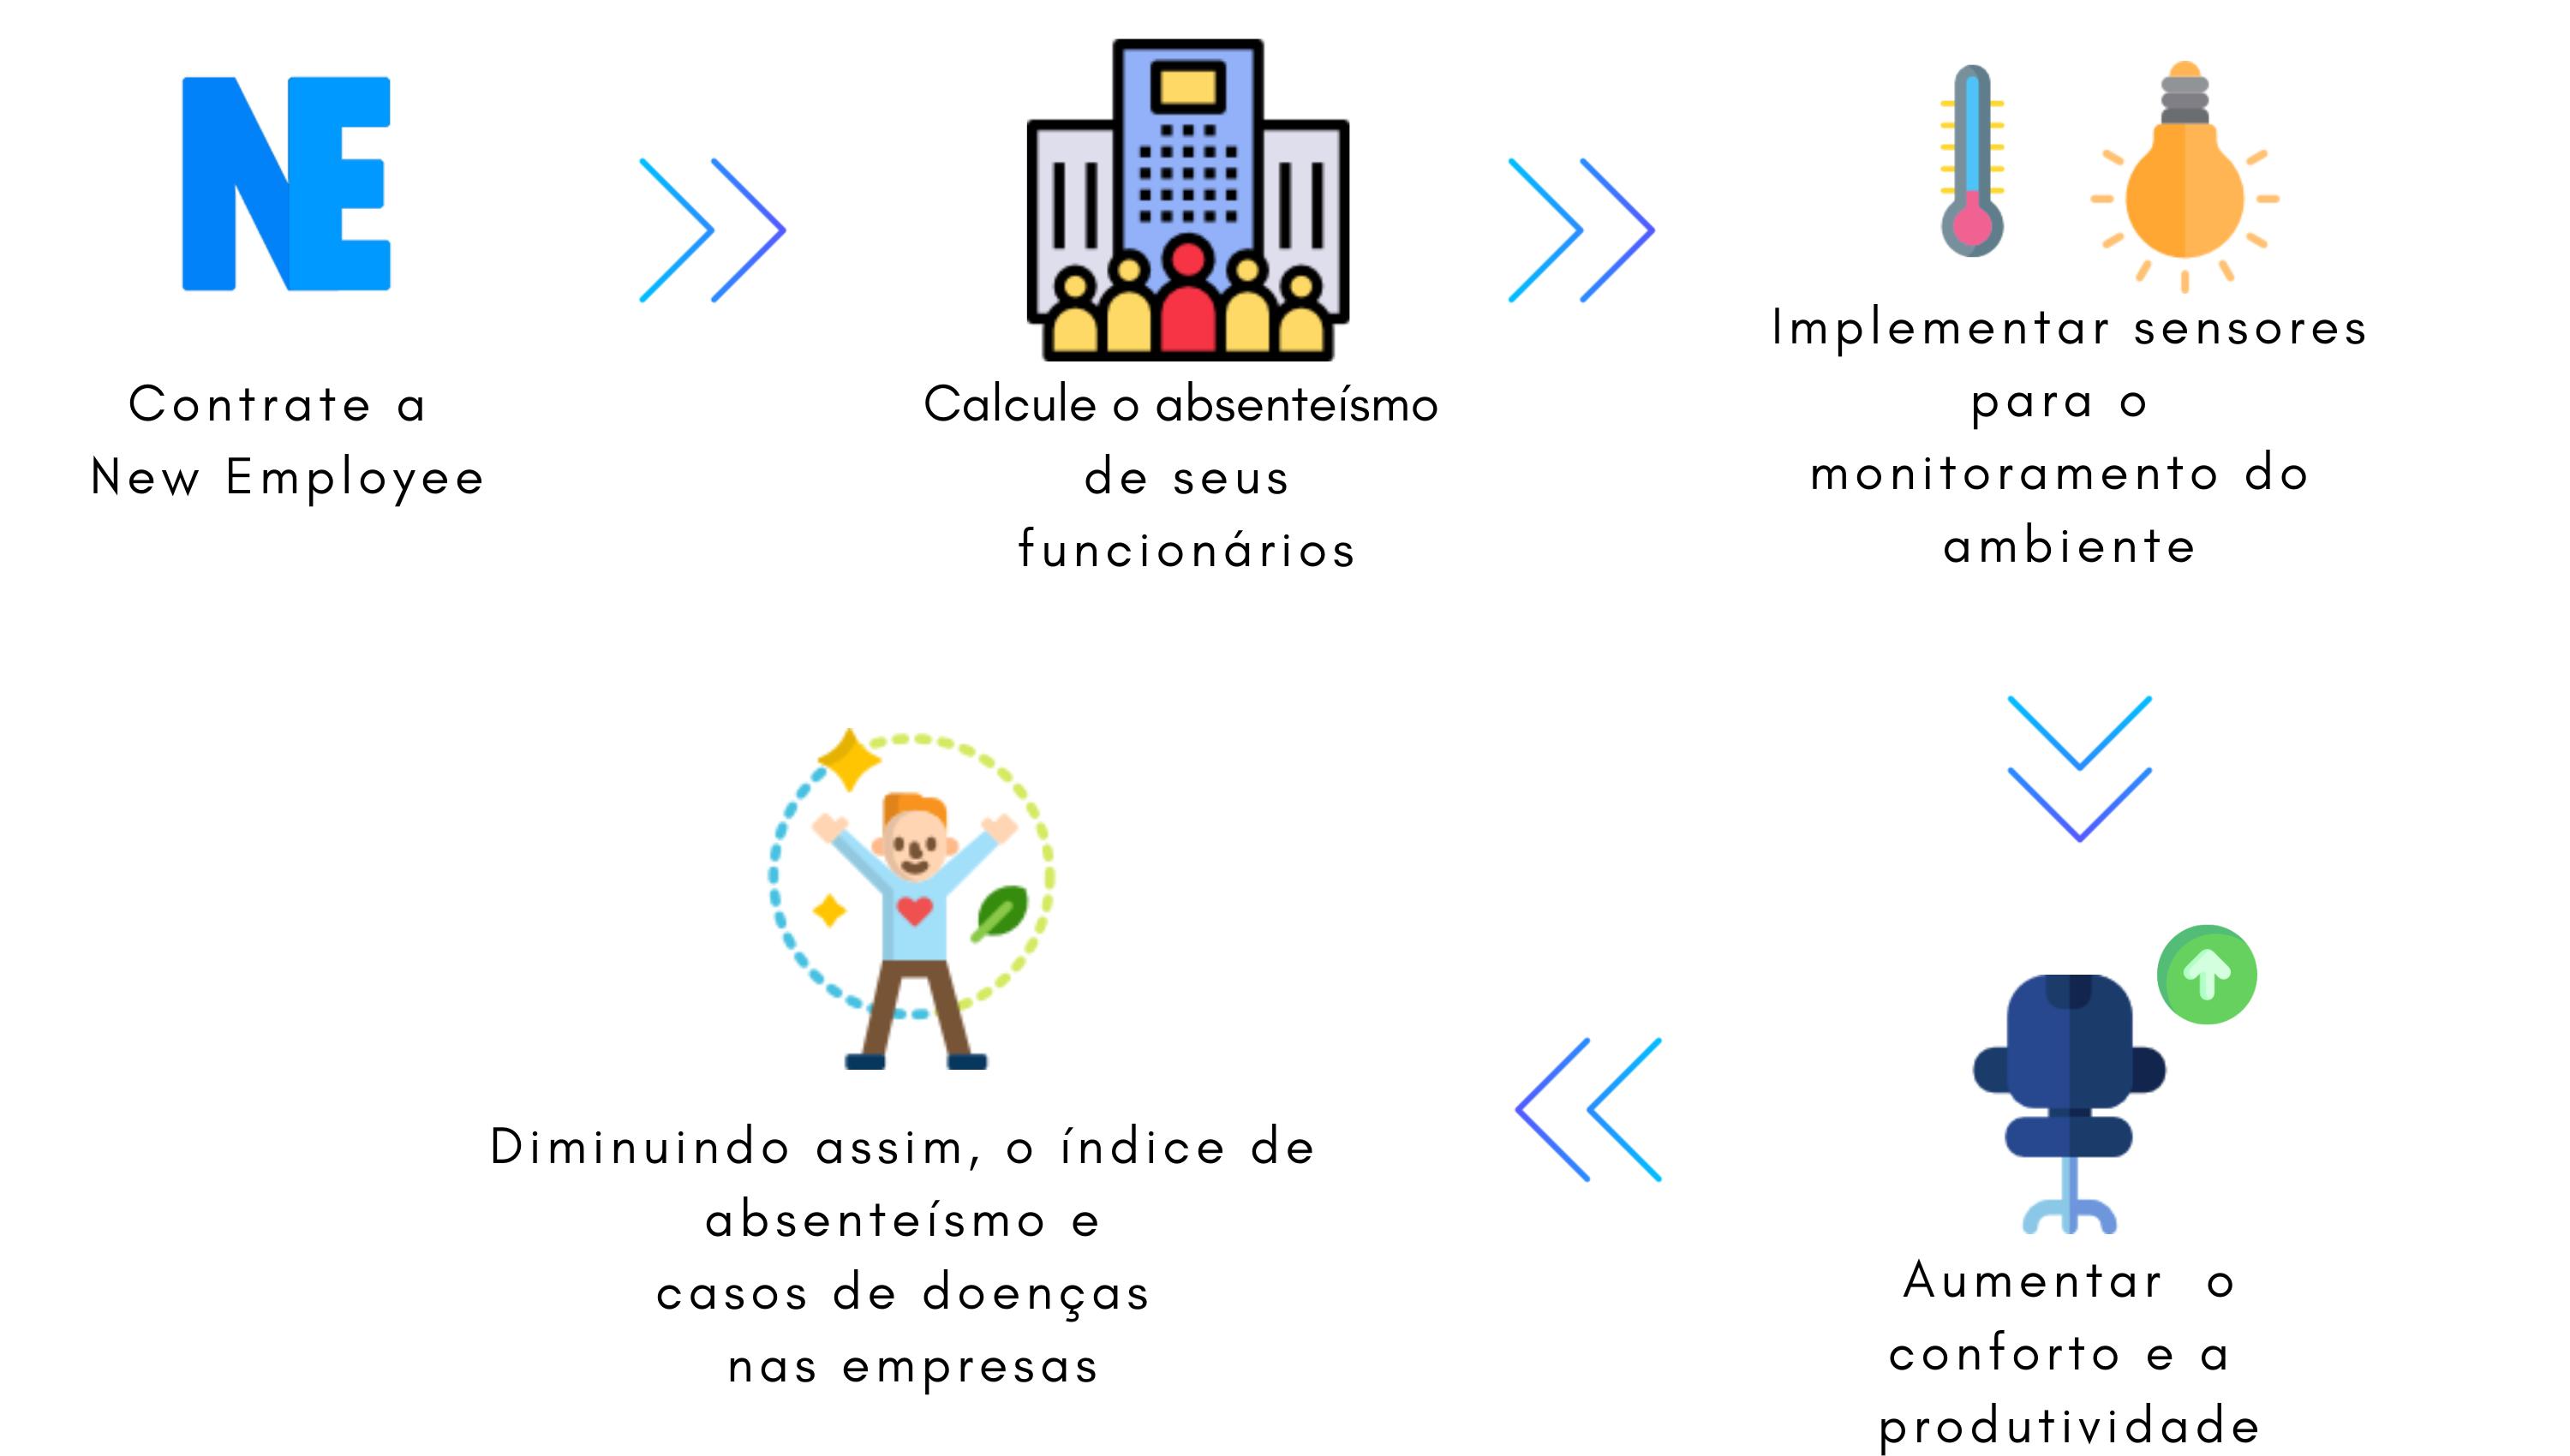 NE
Contrate a
New Employee
Calcule o absenteísmo
de seus
funcionários
Implementar sensores
para o
monitoramento do
ambiente
Aumentar o
conforto e a
produtividade
Diminuindo assim, o índice de
absenteísmo e
casos de doenças
nas empresas